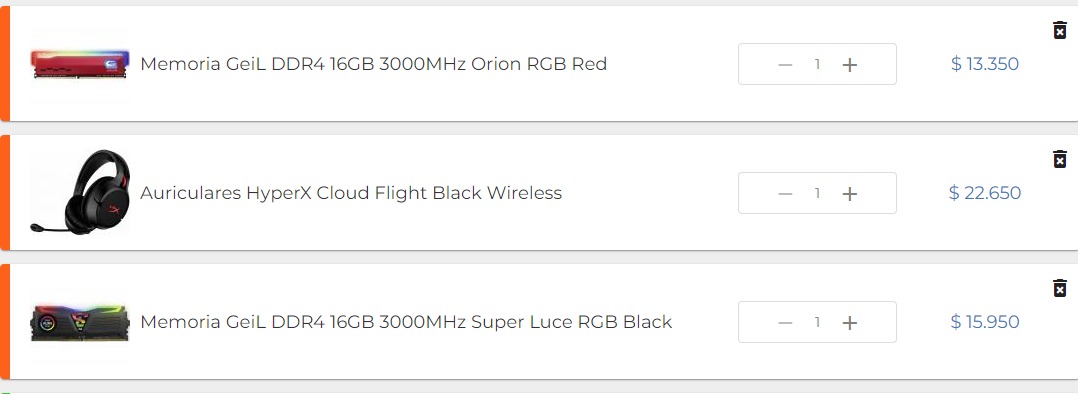 Memoria GeiL DDR4 16GB 3000MHz Orion RGB Red 1 $ 13.350
Auriculares HyperX Cloud Flight Black Wireless 1 $ 22.650
Memoria GeiL DDR4 16GB 3000MHz Super Luce RGB Black 1 $ 15.950